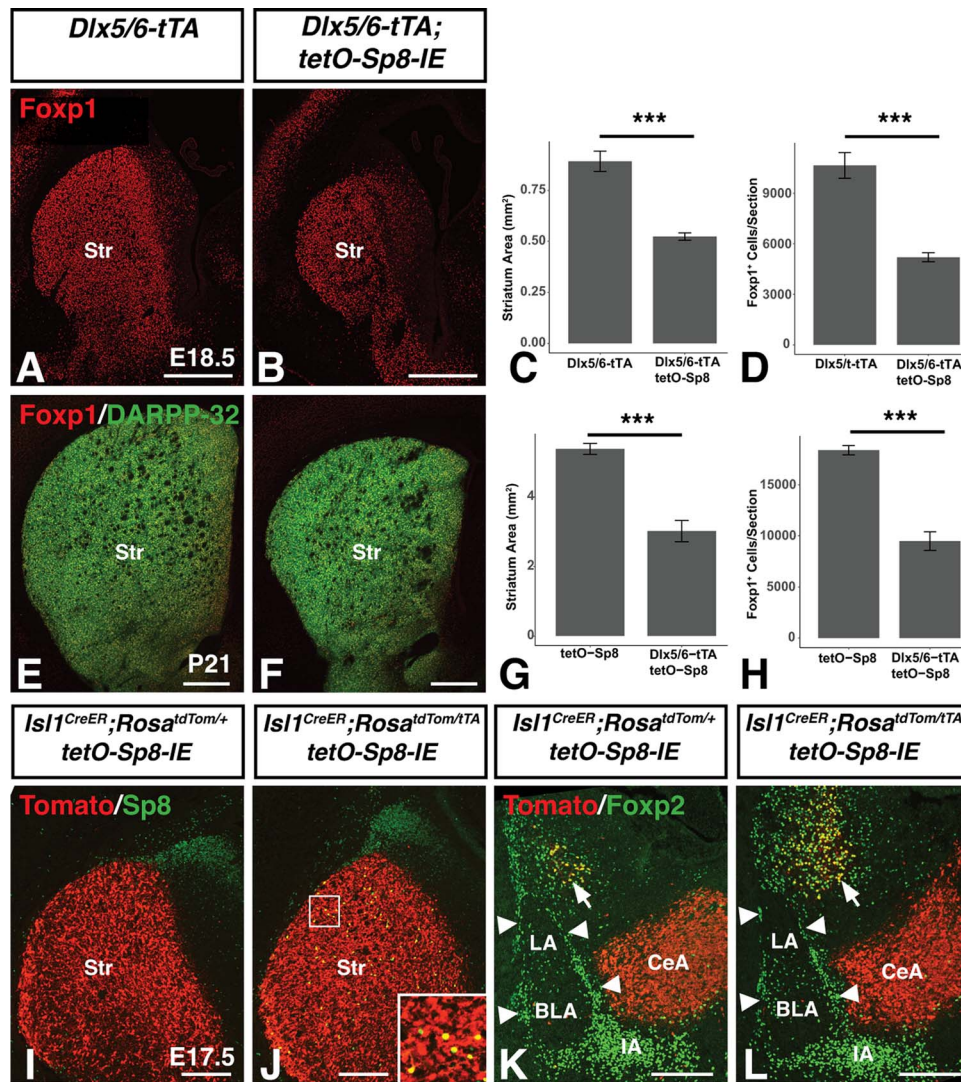 Dlx5/6-tTA
Dlx5/6-tTA;
tetO-Sp8-IE
Foxp1
Str
A
E18.5
Str
B
Striatum Area (mm²)
0.75
0.50
0.25
0.00
***
Dlx5/6-tTA
Dlx5/6-tTA
tetO-Sp8
C
Foxp1⁺ Cells/Section
9000
6000
3000
0
***
Dlx5/t-tTA
Dlx5/6-tTA
tetO-Sp8
D
Foxp1/DARPP-32
Str
E
P21
Str
F
Striatum Area (mm²)
4
2
0
***
tetO−Sp8
Dlx5/6−tTA
tetO−Sp8
G
Foxp1⁺ Cells/Section
15000
10000
5000
0
***
tetO−Sp8
Dlx5/6−tTA
tetO−Sp8
H
Isl1CreER;RosatdTom/+
tetO-Sp8-IE
Isl1CreER;RosatdTom/tTA
tetO-Sp8-IE
Isl1CreER;RosatdTom/+
tetO-Sp8-IE
Isl1CreER;RosatdTom/tTA
tetO-Sp8-IE
Tomato/Sp8
Str
I
E17.5
Str
J
Tomato/Foxp2
LA
CeA
BLA
IA
K
LA
CeA
BLA
IA
L